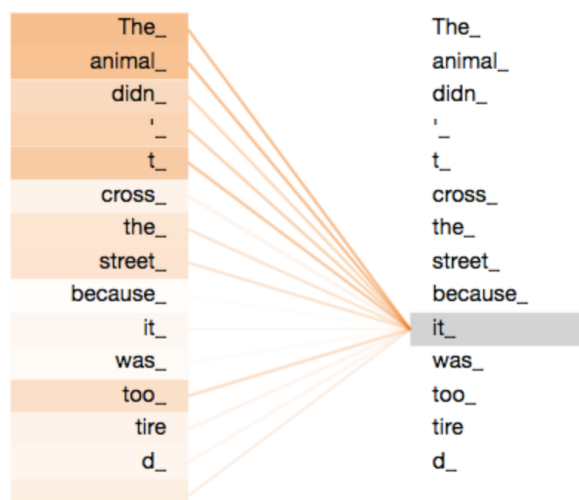 The_
animal_
didn_
'_
t_
cross_
the_
street_
because_
it_
was_
too_
tire
d_
The_
animal_
didn_
'_
t_
cross_
the_
street_
because_
it_
was_
too_
tire
d_